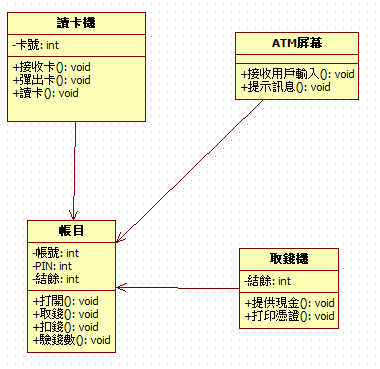 讀卡機
-卡號: int
+接收卡(): void
+彈出卡(): void
+讀卡(): void
ATM屏幕
+接收用戶輸入(): void
+提示訊息(): void
帳目
-帳號: int
-PIN: int
-結餘: int
+打開(): void
+取錢(): void
+扣錢(): void
+驗錢數(): void
取錢機
-結餘: int
+提供現金(): void
+打印憑證(): void